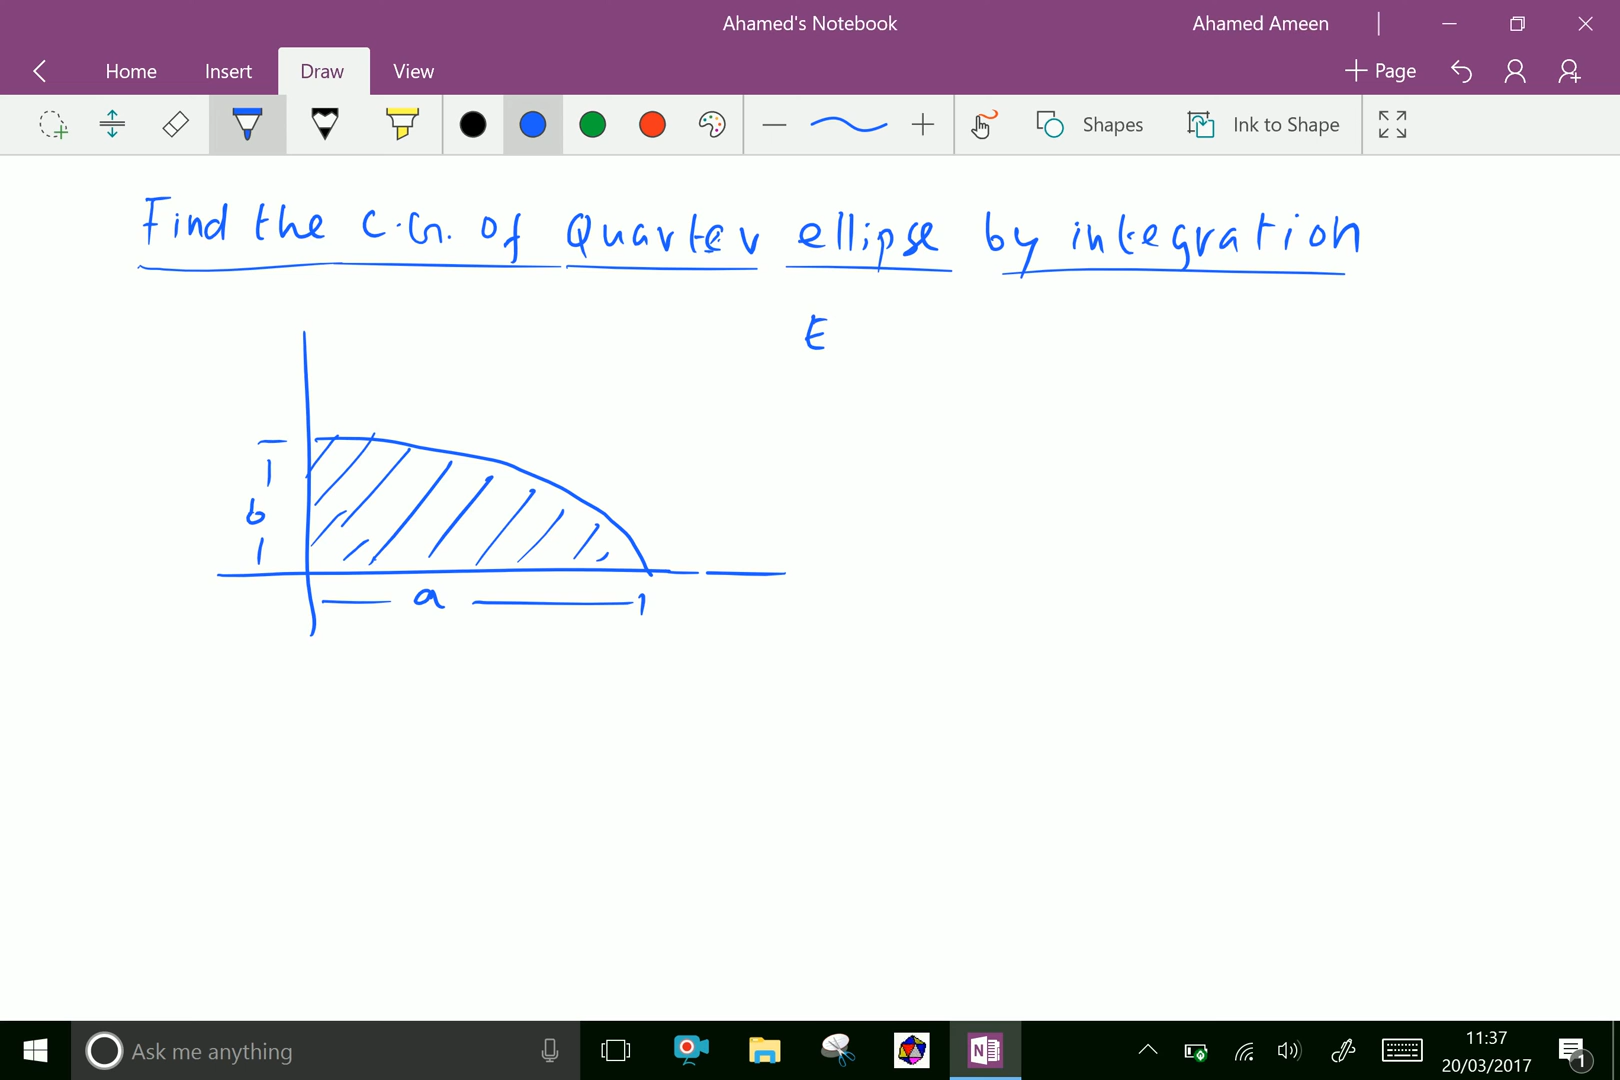 Ahamed's Notebook
Ahamed Ameen
Home
Insert
Draw
View
Page
Shapes
Ink to Shape
Find the C.G. of Quarter ellipse by integration
E
b
a
Ask me anything
N
11:37
20/03/2017
1